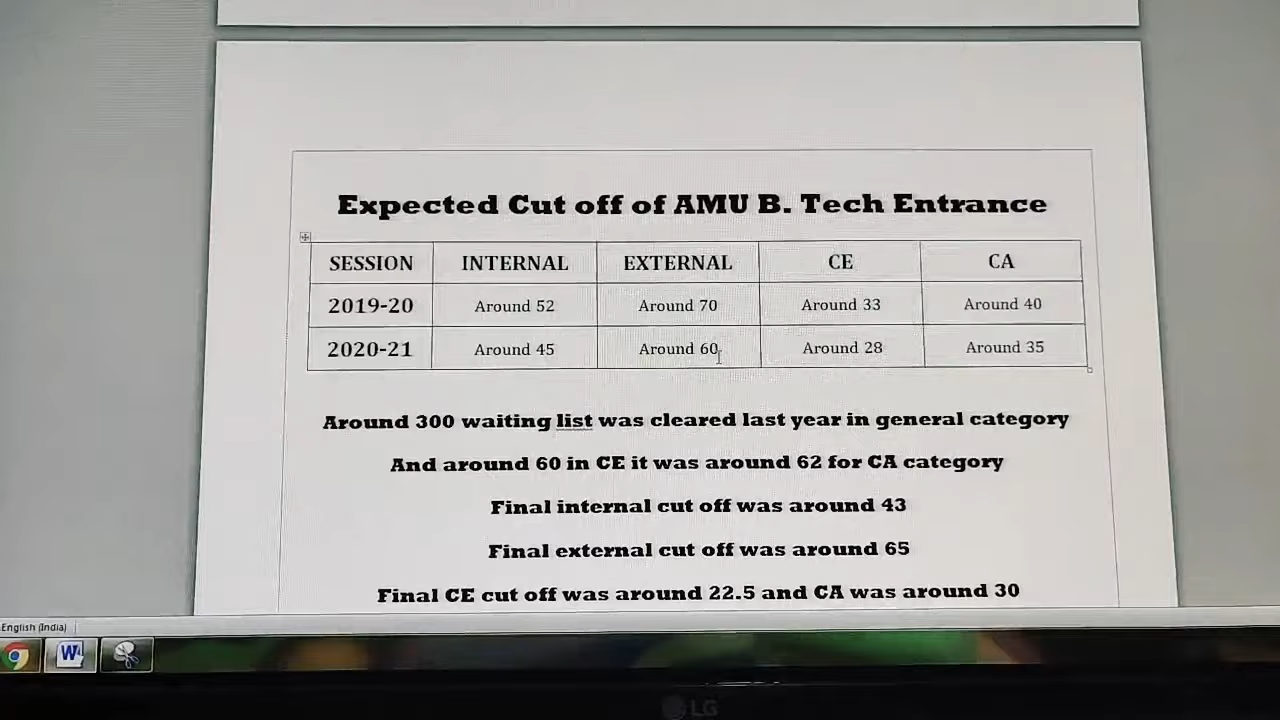 Expected Cut off of AMU B. Tech Entrance
SESSION INTERNAL EXTERNAL CE CA
2019-20 Around 52 Around 70 Around 33 Around 40
2020-21 Around 45 Around 60 Around 28 Around 35
Around 300 waiting list was cleared last year in general category
And around 60 in CE it was around 62 for CA category
Final internal cut off was around 43
Final external cut off was around 65
Final CE cut off was around 22.5 and CA was around 30
English (India)
W
LG